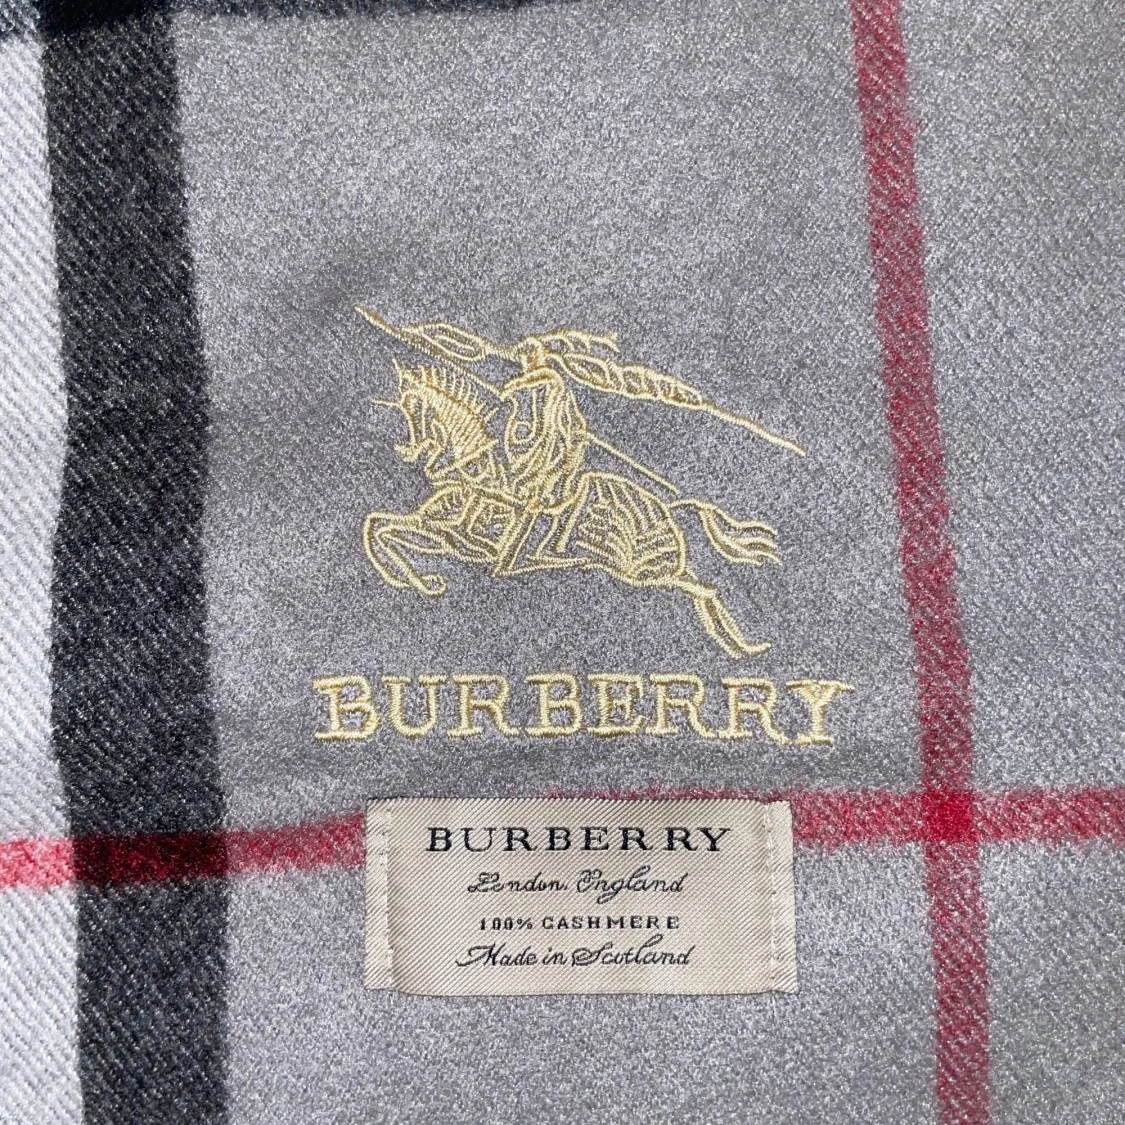 BURBERRY
BURBERRY
London. England
100% CASHMERE
Made in Scotland